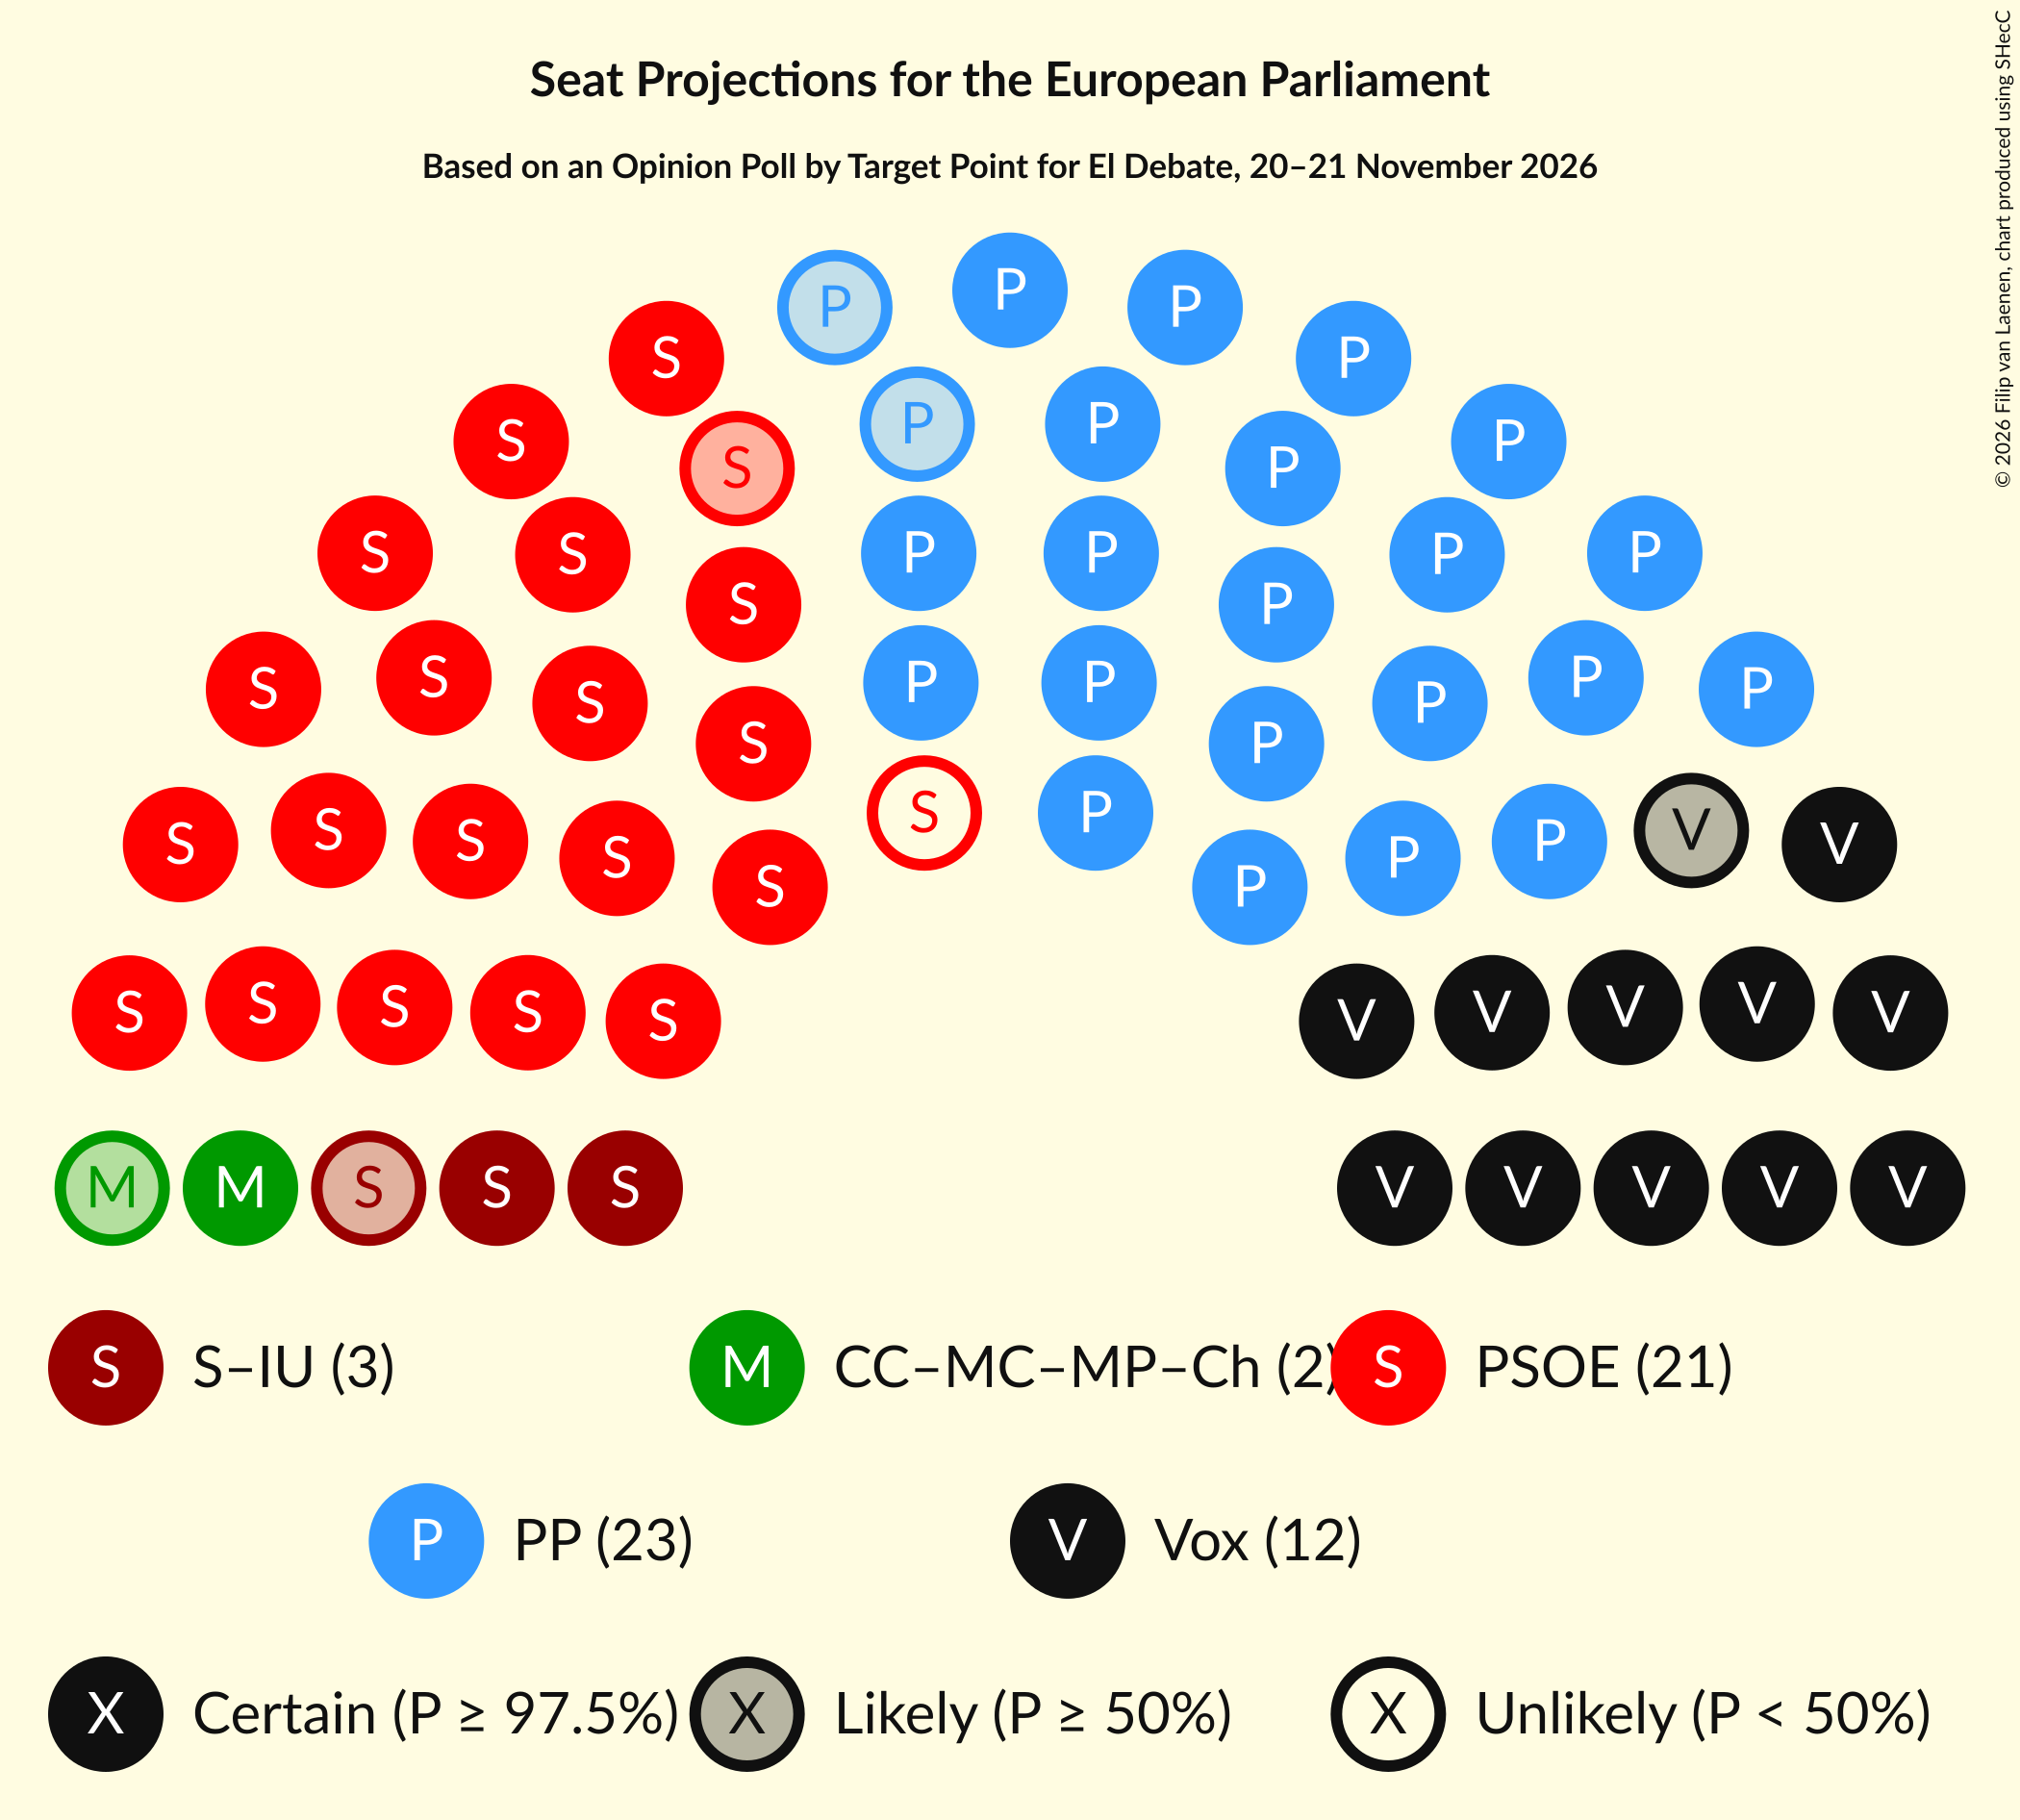 Seat Projections for the European Parliament
Based on an Opinion Poll by Target Point for El Debate, 20–21 November 2026
© 2026 Filip van Laenen, chart produced using SHecC
P
P P
S P
P P
S P P P
S P
P P
S S P P
S P
S S P P
P P
S P
S P
S P
S S P
S S P P V V
S P
S V
S S S S S V V V V V
M M S S S V V V V V
S S–IU (3) M CC–MC–MP–Ch (2) S PSOE (21)
P PP (23) V Vox (12)
X Certain (P ≥ 97.5%) X Likely (P ≥ 50%) X Unlikely (P < 50%)